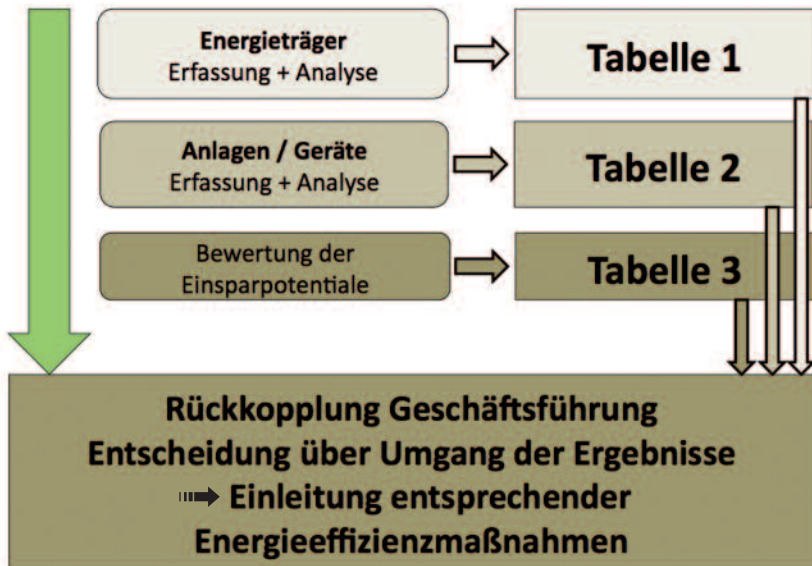 Energieträger
Erfassung + Analyse
Tabelle 1
Anlagen / Geräte
Erfassung + Analyse
Tabelle 2
Bewertung der
Einsparpotentiale
Tabelle 3
Rückkopplung Geschäftsführung
Entscheidung über Umgang der Ergebnisse
Einleitung entsprechender
Energieeffizienzmaßnahmen